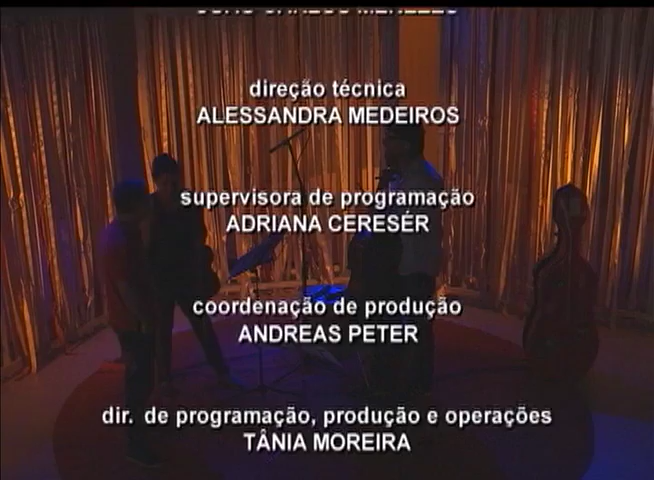 direção técnica
ALESSANDRA MEDEIROS
supervisora de programação
ADRIANA CERESÉR
coordenação de produção
ANDREAS PETER
dir. de programação, produção e operações
TÂNIA MOREIRA